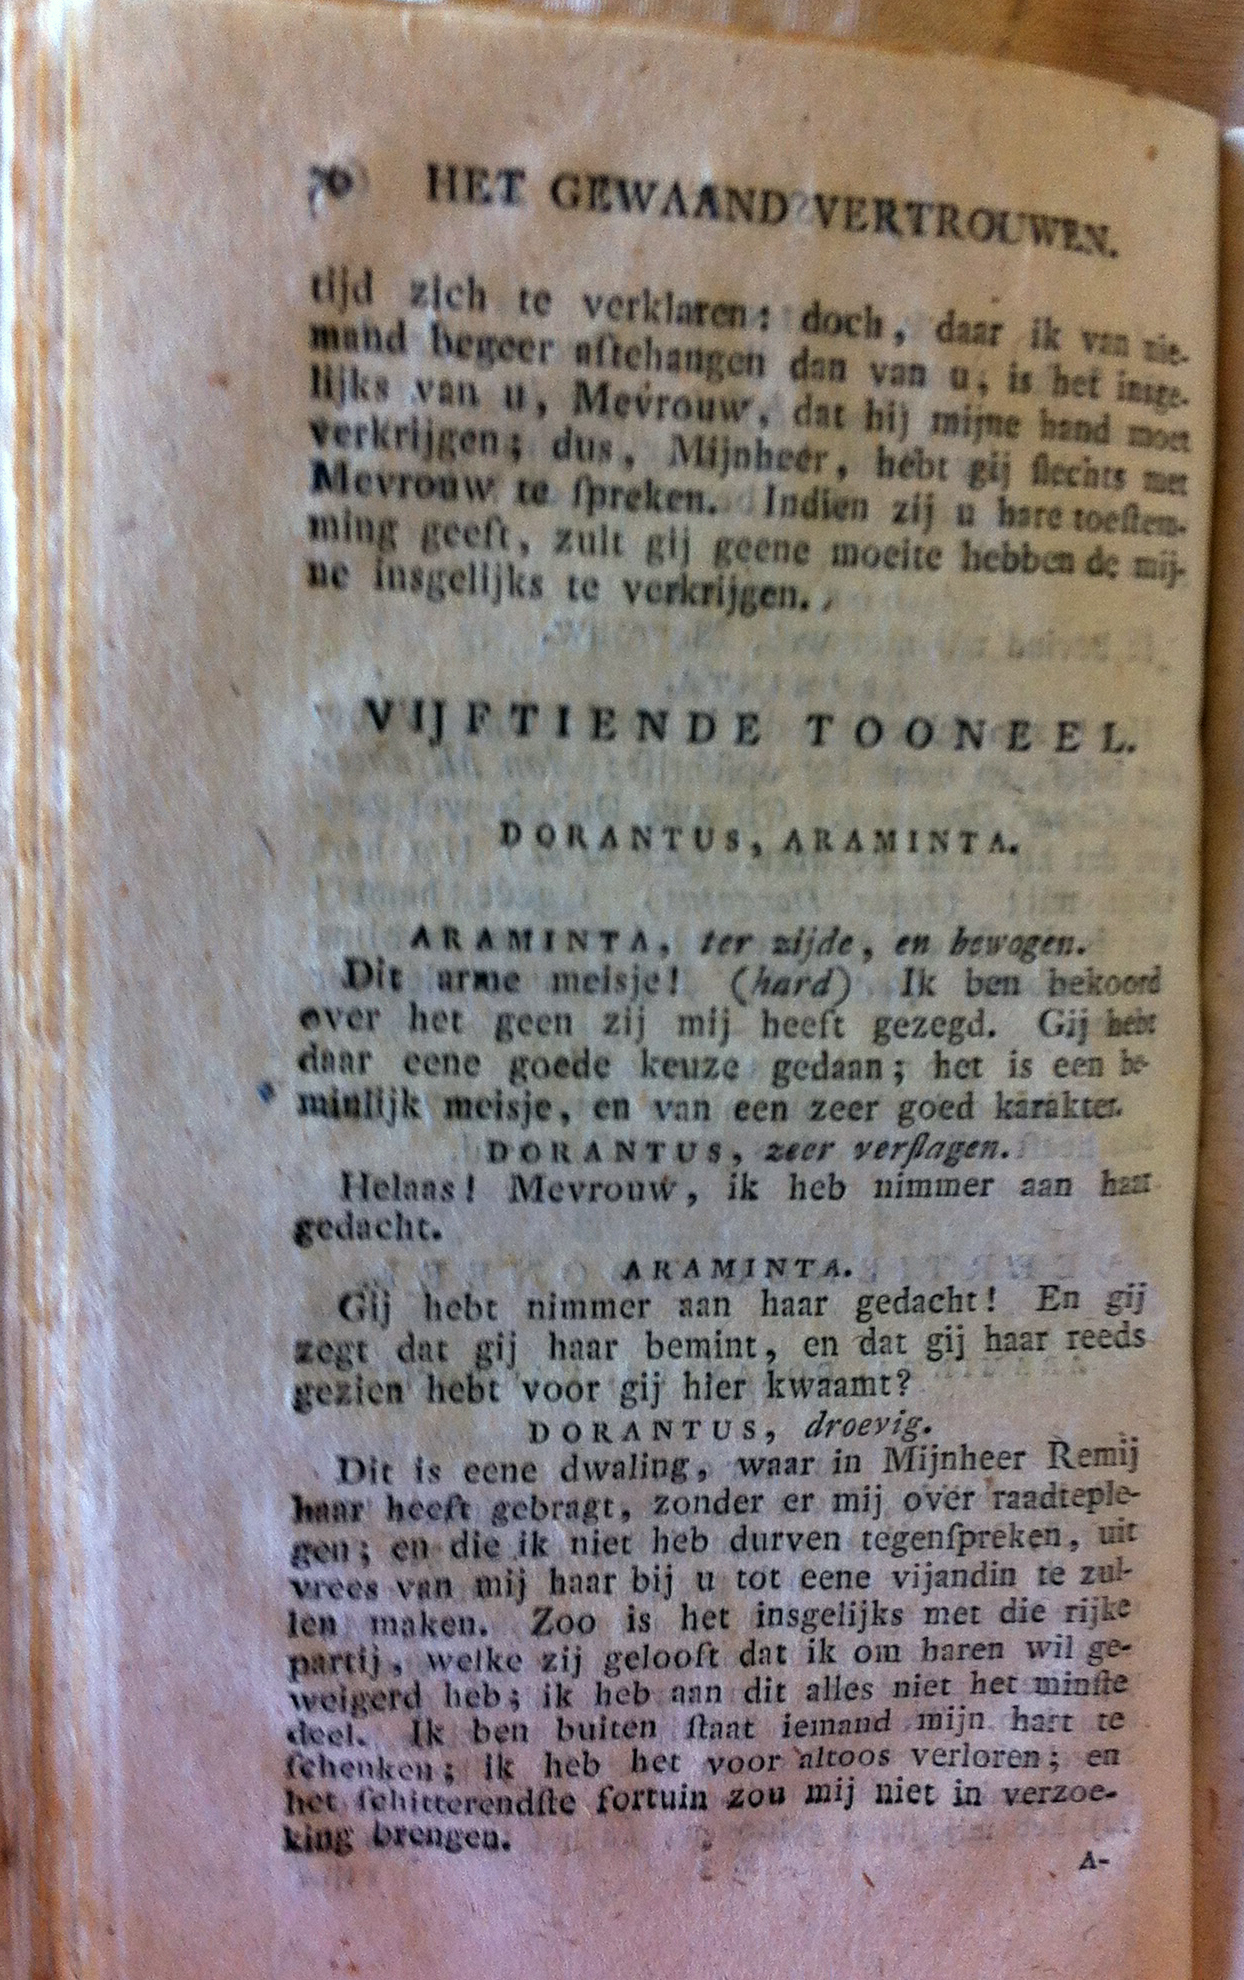 70 HET GEWAAND VERTROUWEN.
tijd zich te verklaren: doch, daar ik van nie-
mand begeer aftehangen dan van u, is het insge-
lijks van u, Mevrouw, dat hij mijne hand moet
verkrijgen; dus, Mijnheer, hebt gij ſlechts met
Mevrouw te ſpreken. Indien zij u hare toeſtem-
ming geeft, zult gij geene moeite hebben de mij-
ne insgelijks te verkrijgen.
VIJFTIENDE TOONEEL.
DORANTUS, ARAMINTA.
ARAMINTA, ter zijde, en bewogen.
Dit arme meisje! (hard) Ik ben bekoord
over het geen zij mij heeft gezegd. Gij hebt
daar eene goede keuze gedaan; het is een be-
minlijk meisje, en van een zeer goed karakter.
DORANTUS, zeer verſlagen.
Helaas! Mevrouw, ik heb nimmer aan haar
gedacht.
ARAMINTA.
Gij hebt nimmer aan haar gedacht! En gij
zegt dat gij haar bemint, en dat gij haar reeds
gezien hebt voor gij hier kwaamt?
DORANTUS, droevig.
Dit is eene dwaling, waar in Mijnheer Remij
haar heeft gebragt, zonder er mij over raadteple-
gen; en die ik niet heb durven tegenſpreken, uit
vrees van mij haar bij u tot eene vijandin te zul-
len maken. Zoo is het insgelijks met die rijke
partij, welke zij gelooft dat ik om haren wil ge-
weigerd heb; ik heb aan dit alles niet het minſte
deel. Ik ben buiten ſtaat iemand mijn hart te
ſchenken; ik heb het voor altoos verloren; en
het ſchitterendſte fortuin zou mij niet in verzoe-
king brengen.
A-